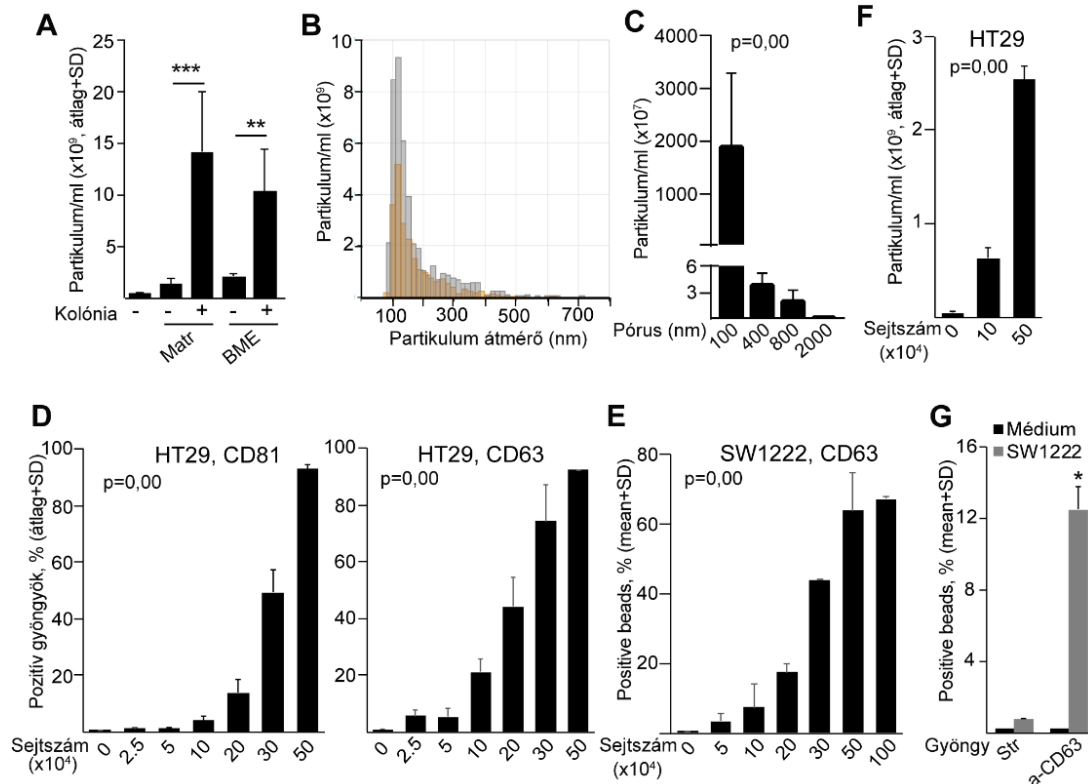 A
Partikulum/ml (x10⁹, átlag+SD)
25
20
15
10
5
***
**
Kolónia
- - + - +
Matr
BME
B
Partikulum/ml (x10⁹)
10
8
6
4
2
100 300 500 700
Partikulum átmérő (nm)
C
p=0,00
Partikulum/ml (x10⁷)
4000
3000
2000
1000
6
3
Pórus (nm)
100 400 800 2000
F
HT29
p=0,00
Partikulum/ml (x10⁹, átlag+SD)
3
2
1
Sejtszám
(x10⁴)
0 10 50
D
HT29, CD81
p=0,00
Pozitív gyöngyök, % (átlag+SD)
100
80
60
40
20
Sejtszám
(x10⁴)
0 2.5 5 10 20 30 50
HT29, CD63
p=0,00
100
80
60
40
20
0 2.5 5 10 20 30 50
E
SW1222, CD63
p=0,00
Positive beads, % (mean+SD)
80
60
40
20
Sejtszám
(x10⁴)
0 5 10 20 30 50 100
G
Médium
SW1222
Positive beads, % (mean+SD)
16
12
8
4
*
Gyöngy
Str
a-CD63